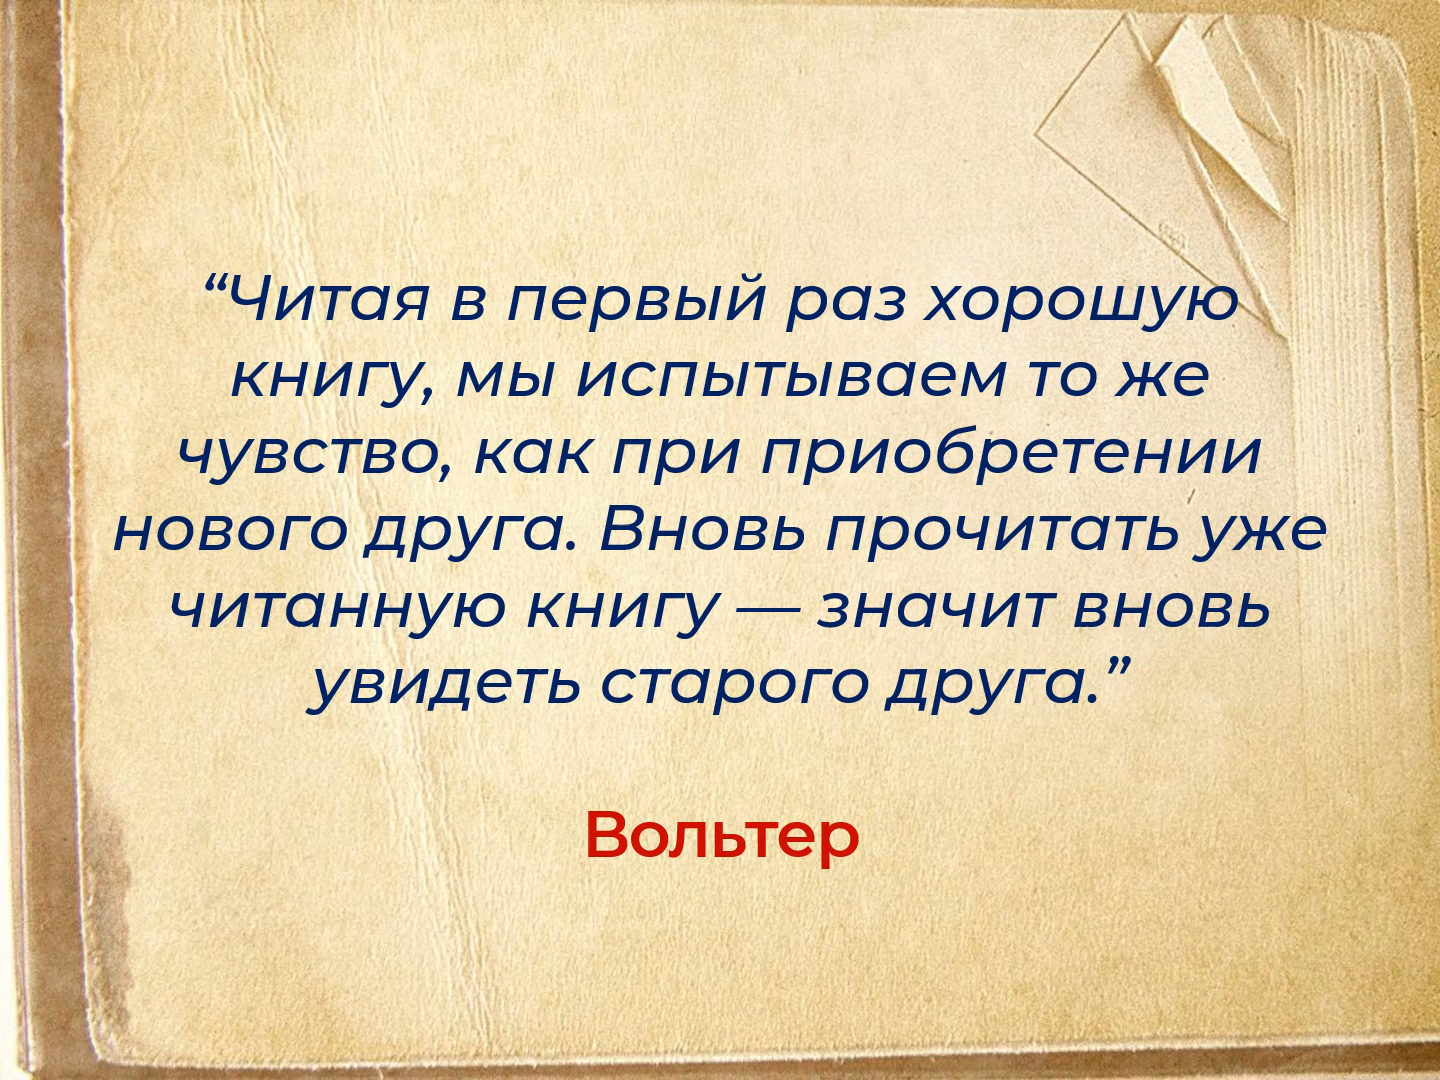 “Читая в первый раз хорошую
книгу, мы испытываем то же
чувство, как при приобретении
нового друга. Вновь прочитать уже
читанную книгу — значит вновь
увидеть старого друга.”
Вольтер